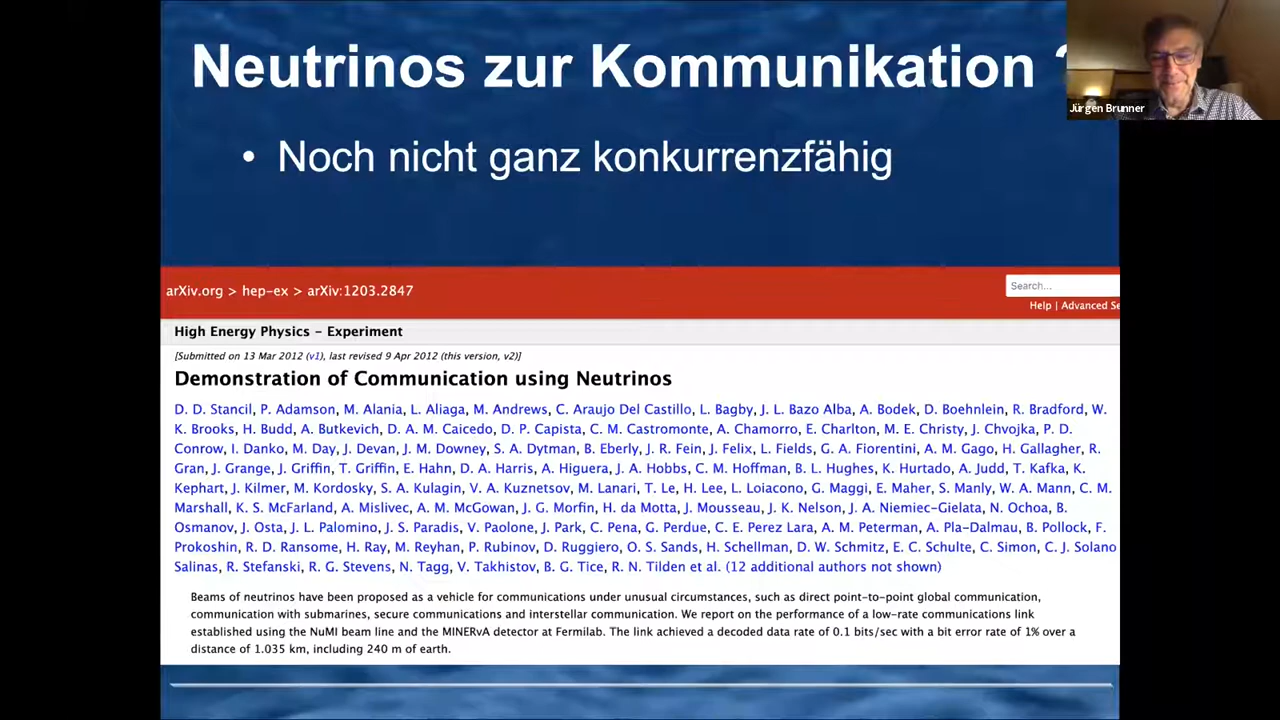 Neutrinos zur Kommunikation ?
Jürgen Brunner
• Noch nicht ganz konkurrenzfähig
arXiv.org > hep-ex > arXiv:1203.2847
Search...
Help | Advanced Se
High Energy Physics – Experiment
[Submitted on 13 Mar 2012 (v1), last revised 9 Apr 2012 (this version, v2)]
Demonstration of Communication using Neutrinos
D. D. Stancil, P. Adamson, M. Alania, L. Aliaga, M. Andrews, C. Araujo Del Castillo, L. Bagby, J. L. Bazo Alba, A. Bodek, D. Boehnlein, R. Bradford, W.
K. Brooks, H. Budd, A. Butkevich, D. A. M. Caicedo, D. P. Capista, C. M. Castromonte, A. Chamorro, E. Charlton, M. E. Christy, J. Chvojka, P. D.
Conrow, I. Danko, M. Day, J. Devan, J. M. Downey, S. A. Dytman, B. Eberly, J. R. Fein, J. Felix, L. Fields, G. A. Fiorentini, A. M. Gago, H. Gallagher, R.
Gran, J. Grange, J. Griffin, T. Griffin, E. Hahn, D. A. Harris, A. Higuera, J. A. Hobbs, C. M. Hoffman, B. L. Hughes, K. Hurtado, A. Judd, T. Kafka, K.
Kephart, J. Kilmer, M. Kordosky, S. A. Kulagin, V. A. Kuznetsov, M. Lanari, T. Le, H. Lee, L. Loiacono, G. Maggi, E. Maher, S. Manly, W. A. Mann, C. M.
Marshall, K. S. McFarland, A. Mislivec, A. M. McGowan, J. G. Morfin, H. da Motta, J. Mousseau, J. K. Nelson, J. A. Niemiec-Gielata, N. Ochoa, B.
Osmanov, J. Osta, J. L. Palomino, J. S. Paradis, V. Paolone, J. Park, C. Pena, G. Perdue, C. E. Perez Lara, A. M. Peterman, A. Pla-Dalmau, B. Pollock, F.
Prokoshin, R. D. Ransome, H. Ray, M. Reyhan, P. Rubinov, D. Ruggiero, O. S. Sands, H. Schellman, D. W. Schmitz, E. C. Schulte, C. Simon, C. J. Solano
Salinas, R. Stefanski, R. G. Stevens, N. Tagg, V. Takhistov, B. G. Tice, R. N. Tilden et al. (12 additional authors not shown)
Beams of neutrinos have been proposed as a vehicle for communications under unusual circumstances, such as direct point-to-point global communication,
communication with submarines, secure communications and interstellar communication. We report on the performance of a low-rate communications link
established using the NuMI beam line and the MINERvA detector at Fermilab. The link achieved a decoded data rate of 0.1 bits/sec with a bit error rate of 1% over a
distance of 1.035 km, including 240 m of earth.